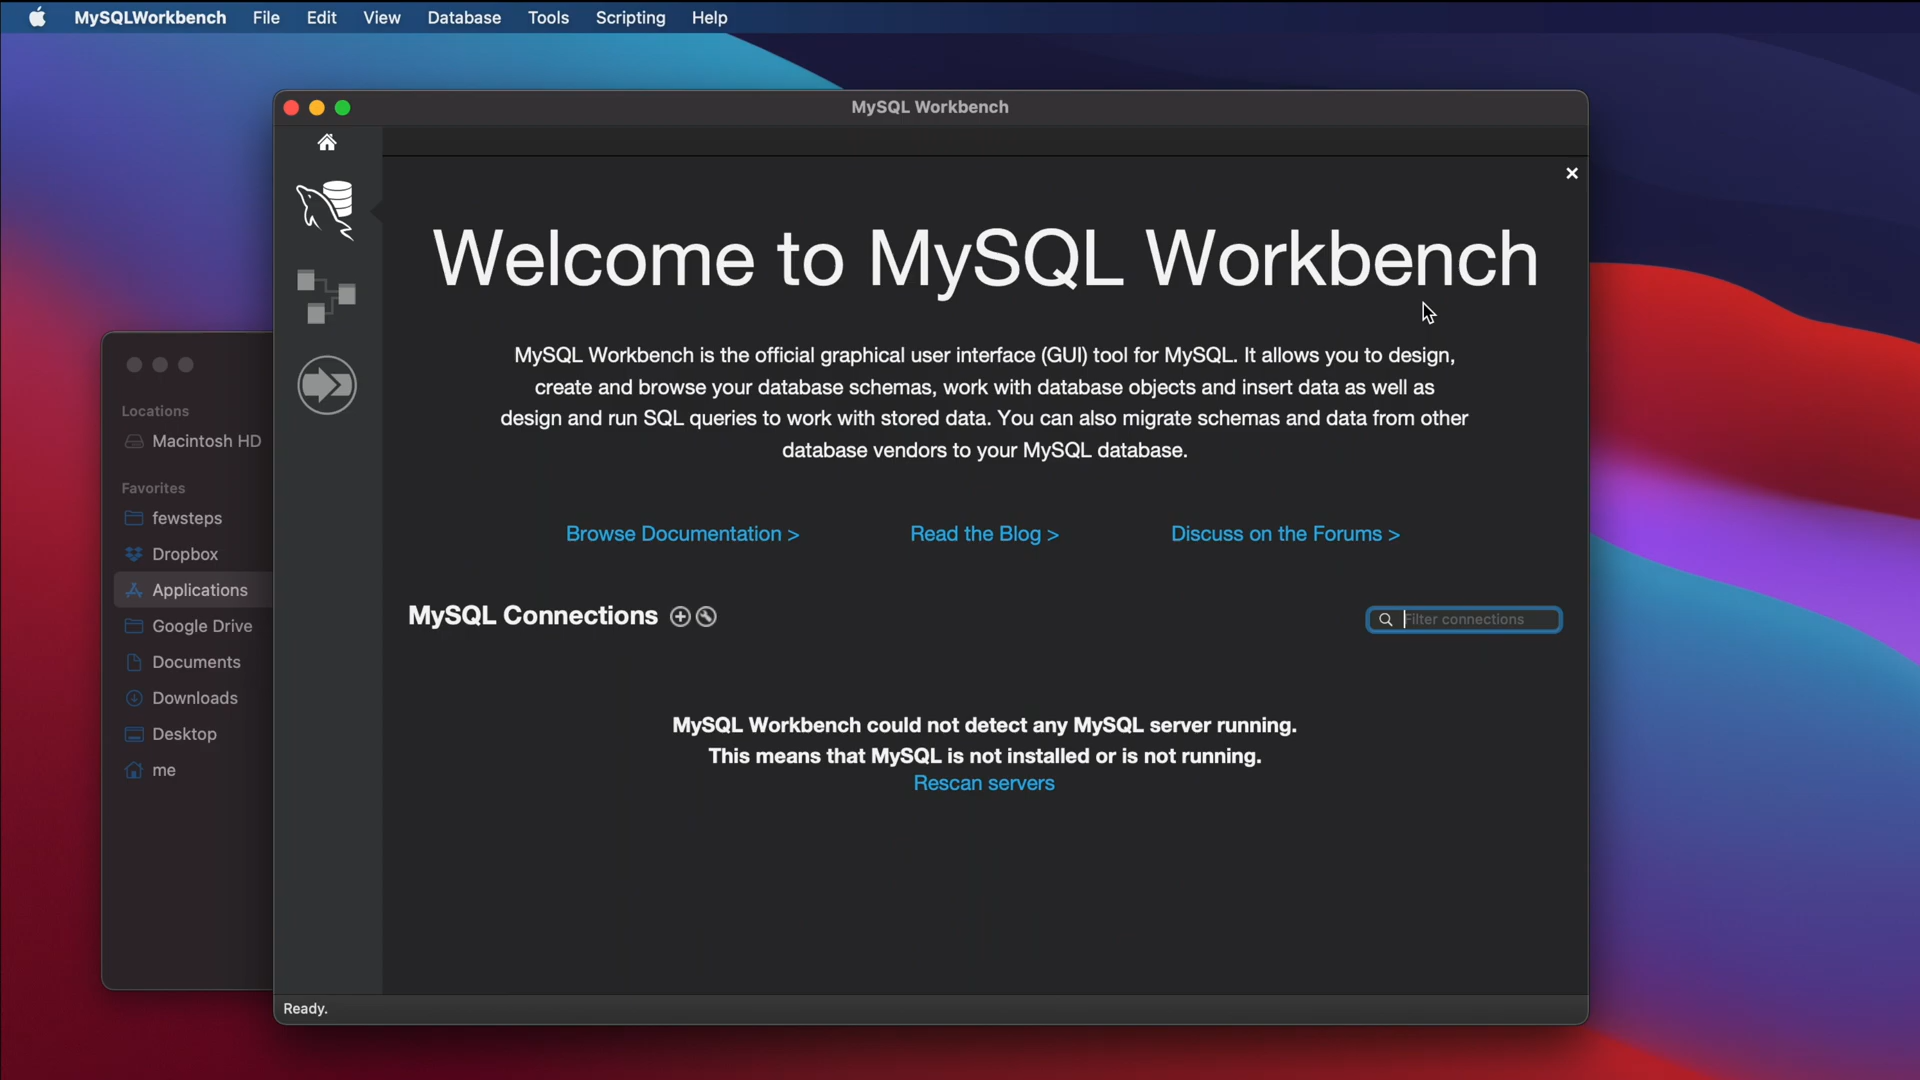 MySQLWorkbench File Edit View Database Tools Scripting Help
MySQL Workbench
Welcome to MySQL Workbench
MySQL Workbench is the official graphical user interface (GUI) tool for MySQL. It allows you to design,
create and browse your database schemas, work with database objects and insert data as well as
design and run SQL queries to work with stored data. You can also migrate schemas and data from other
database vendors to your MySQL database.
Browse Documentation > Read the Blog > Discuss on the Forums >
MySQL Connections
Filter connections
MySQL Workbench could not detect any MySQL server running.
This means that MySQL is not installed or is not running.
Rescan servers
Ready.
Locations
Macintosh HD
Favorites
fewsteps
Dropbox
Applications
Google Drive
Documents
Downloads
Desktop
me